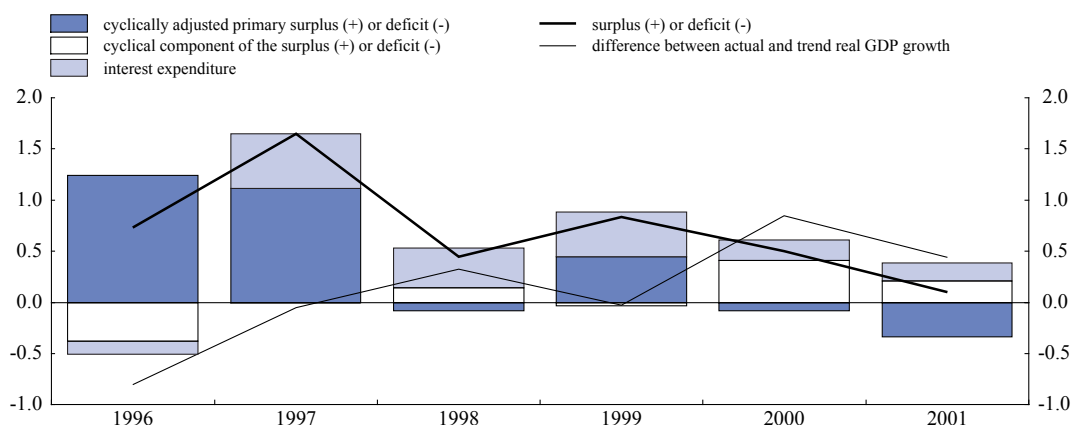 cyclically adjusted primary surplus (+) or deficit (-)
surplus (+) or deficit (-)
cyclical component of the surplus (+) or deficit (-)
difference between actual and trend real GDP growth
interest expenditure
2.0 2.0
1.5 1.5
1.0 1.0
0.5 0.5
0.0 0.0
-0.5 -0.5
-1.0 -1.0
1996 1997 1998 1999 2000 2001